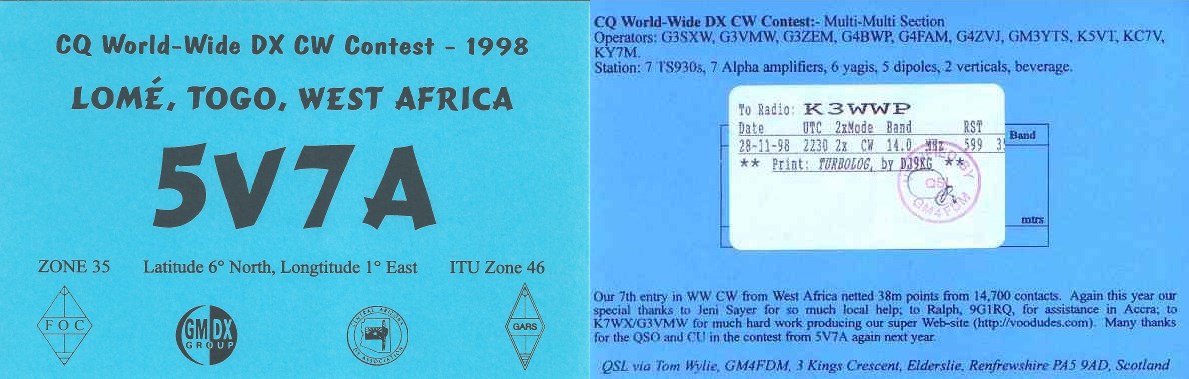 CQ World-Wide DX CW Contest - 1998
LOMÉ, TOGO, WEST AFRICA
5V7A
ZONE 35
Latitude 6° North, Longtitude 1° East
ITU Zone 46
FOC
GMDX
GROUP
CENTRAL ARIZONA
DX ASSOCIATION
GARS
CQ World-Wide DX CW Contest:- Multi-Multi Section
Operators: G3SXW, G3VMW, G3ZEM, G4BWP, G4FAM, G4ZVJ, GM3YTS, K5VT, KC7V,
KY7M.
Station: 7 TS930s, 7 Alpha amplifiers, 6 yagis, 5 dipoles, 2 verticals, beverage.
To Radio: K3WWP
Date UTC 2xMode Band RST
Band
28-11-98 2230 2x CW 14.0 MHz 599 35
** Print: TURBOLOG, by DJ9KG **
BY
QSL
GM4FDM
mtrs
Our 7th entry in WW CW from West Africa netted 38m points from 14,700 contacts. Again this year our
special thanks to Jeni Sayer for so much local help; to Ralph, 9G1RQ, for assistance in Accra; to
K7WX/G3VMW for much hard work producing our super Web-site (http://voodudes.com). Many thanks
for the QSO and CU in the contest from 5V7A again next year.
QSL via Tom Wylie, GM4FDM, 3 Kings Crescent, Elderslie, Renfrewshire PA5 9AD, Scotland